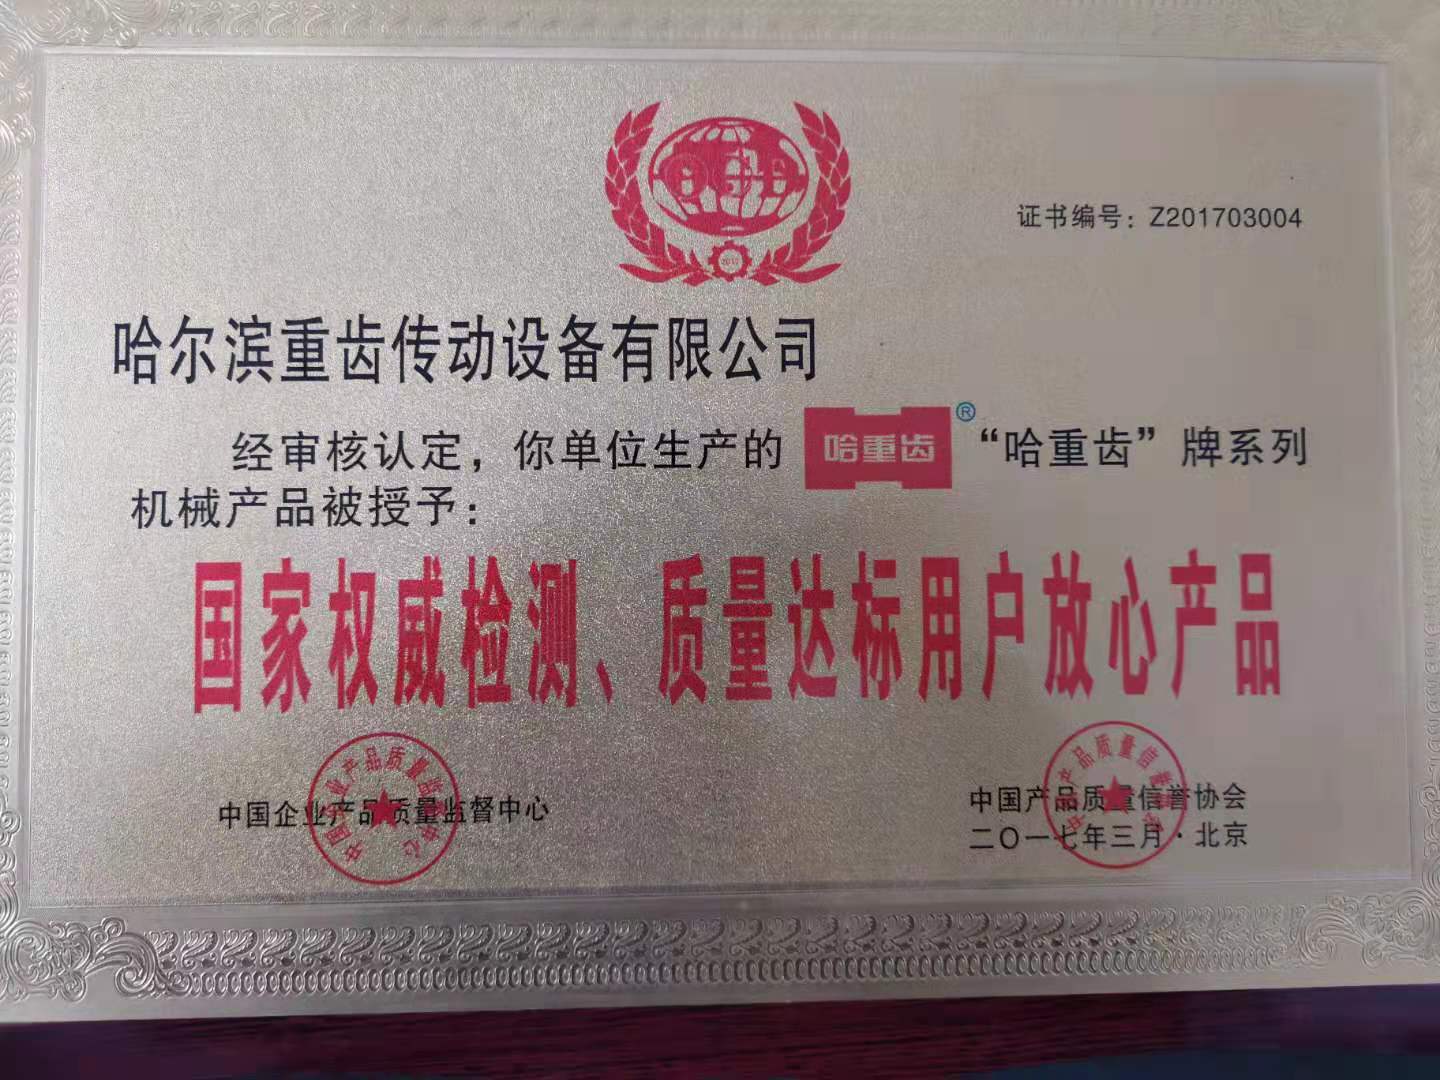 证书编号：Z201703004
哈尔滨重齿传动设备有限公司
经审核认定，你单位生产的 哈重齿® “哈重齿”牌系列
机械产品被授予：
国家权威检测、质量达标用户放心产品
中国企业产品质量监督中心
中国产品质量信誉协会
二〇一七年三月·北京